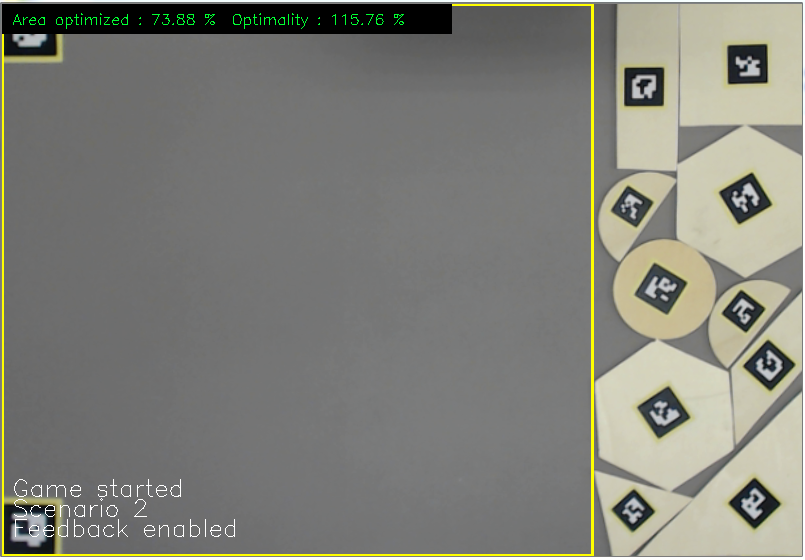 Area optimized : 73.88 %  Optimality : 115.76 %
Game started
Scenario 2
Feedback enabled